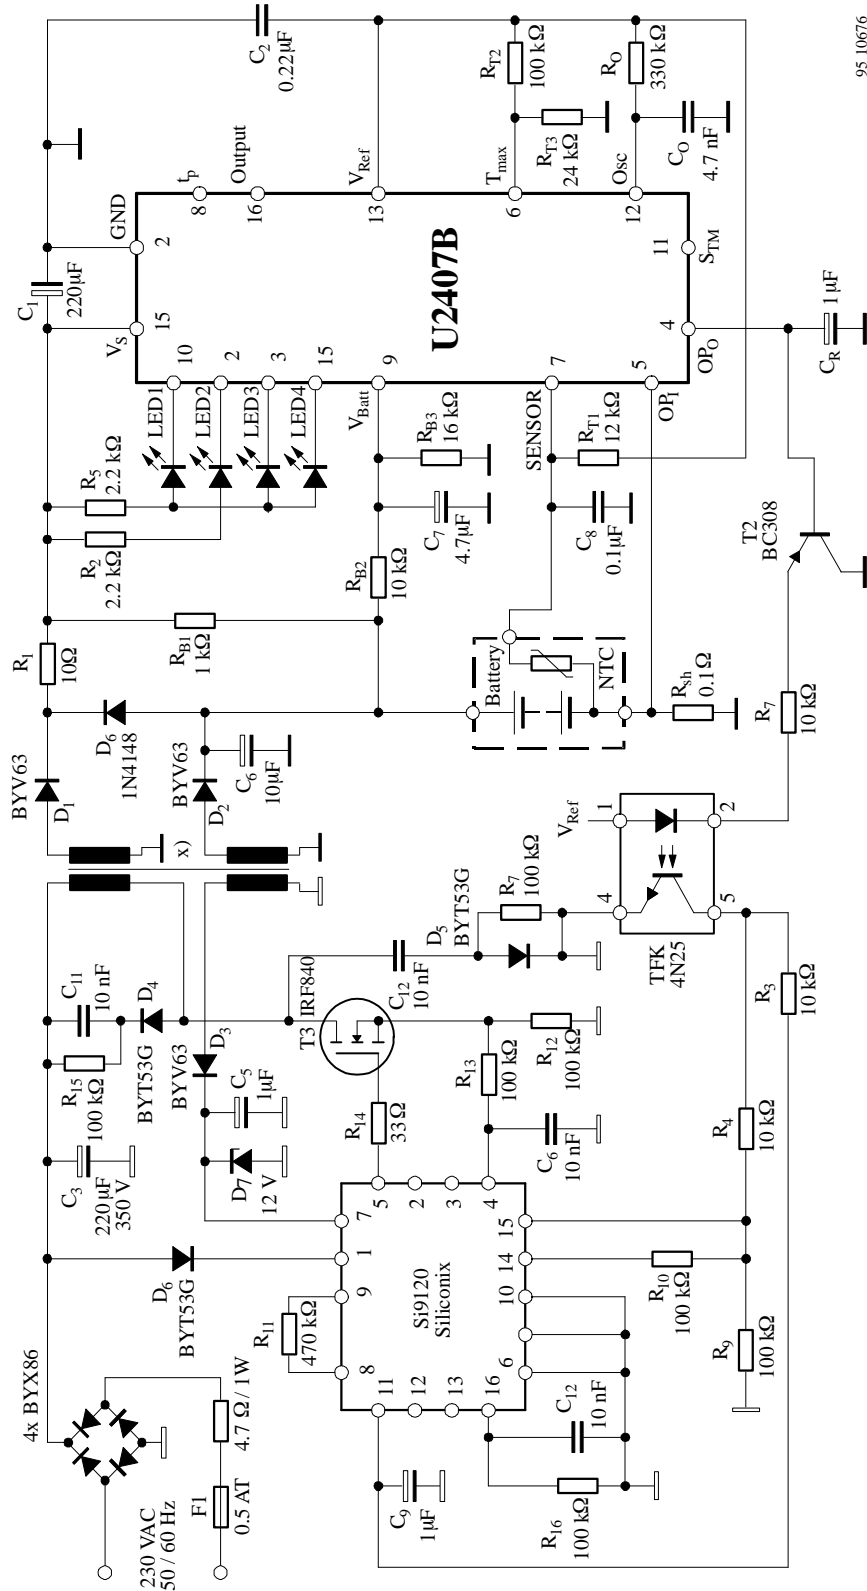 4x BYX86
230 VAC
50 / 60 Hz
F1
0.5 AT
4.7 Ω / 1W
D6
BYT53G
C3
220 µF
350 V
R15
100 kΩ
C11
10 nF
D4
BYT53G
BYV63
D3
C5
1µF
D7
12 V
x)
BYV63
D1
D6
1N4148
BYV63
D2
C6
10µF
R1
10Ω
RB1
1 kΩ
R2
2.2 kΩ
R5
2.2 kΩ
LED1
LED2
LED3
LED4
C1
220µF
VS
GND
15
2
10
2
3
15
9
7
5
4
11
8
16
13
6
12
U2407B
tp
Output
VRef
Tmax
Osc
STM
OPO
OPI
SENSOR
VBatt
C2
0.22µF
RT2
100 kΩ
RO
330 kΩ
RT3
24 kΩ
CO
4.7 nF
RB2
10 kΩ
C7
4.7µF
RB3
16 kΩ
Battery
NTC
C8
0.1µF
RT1
12 kΩ
Rsh
0.1Ω
T2
BC308
CR
1µF
R7
10 kΩ
VRef
1
2
4
5
TFK
4N25
R11
470 kΩ
8
9
1
7
5
2
3
4
11
12
13
16
6
10
14
15
Si9120
Siliconix
R14
33 Ω
T3
IRF840
C12
10 nF
D5
BYT53G
R7
100 kΩ
R13
100 kΩ
R12
100 kΩ
C6
10 nF
C9
1µF
R16
100 kΩ
C12
10 nF
R10
100 kΩ
R9
100 kΩ
R4
10 kΩ
R3
10 kΩ
95 10676